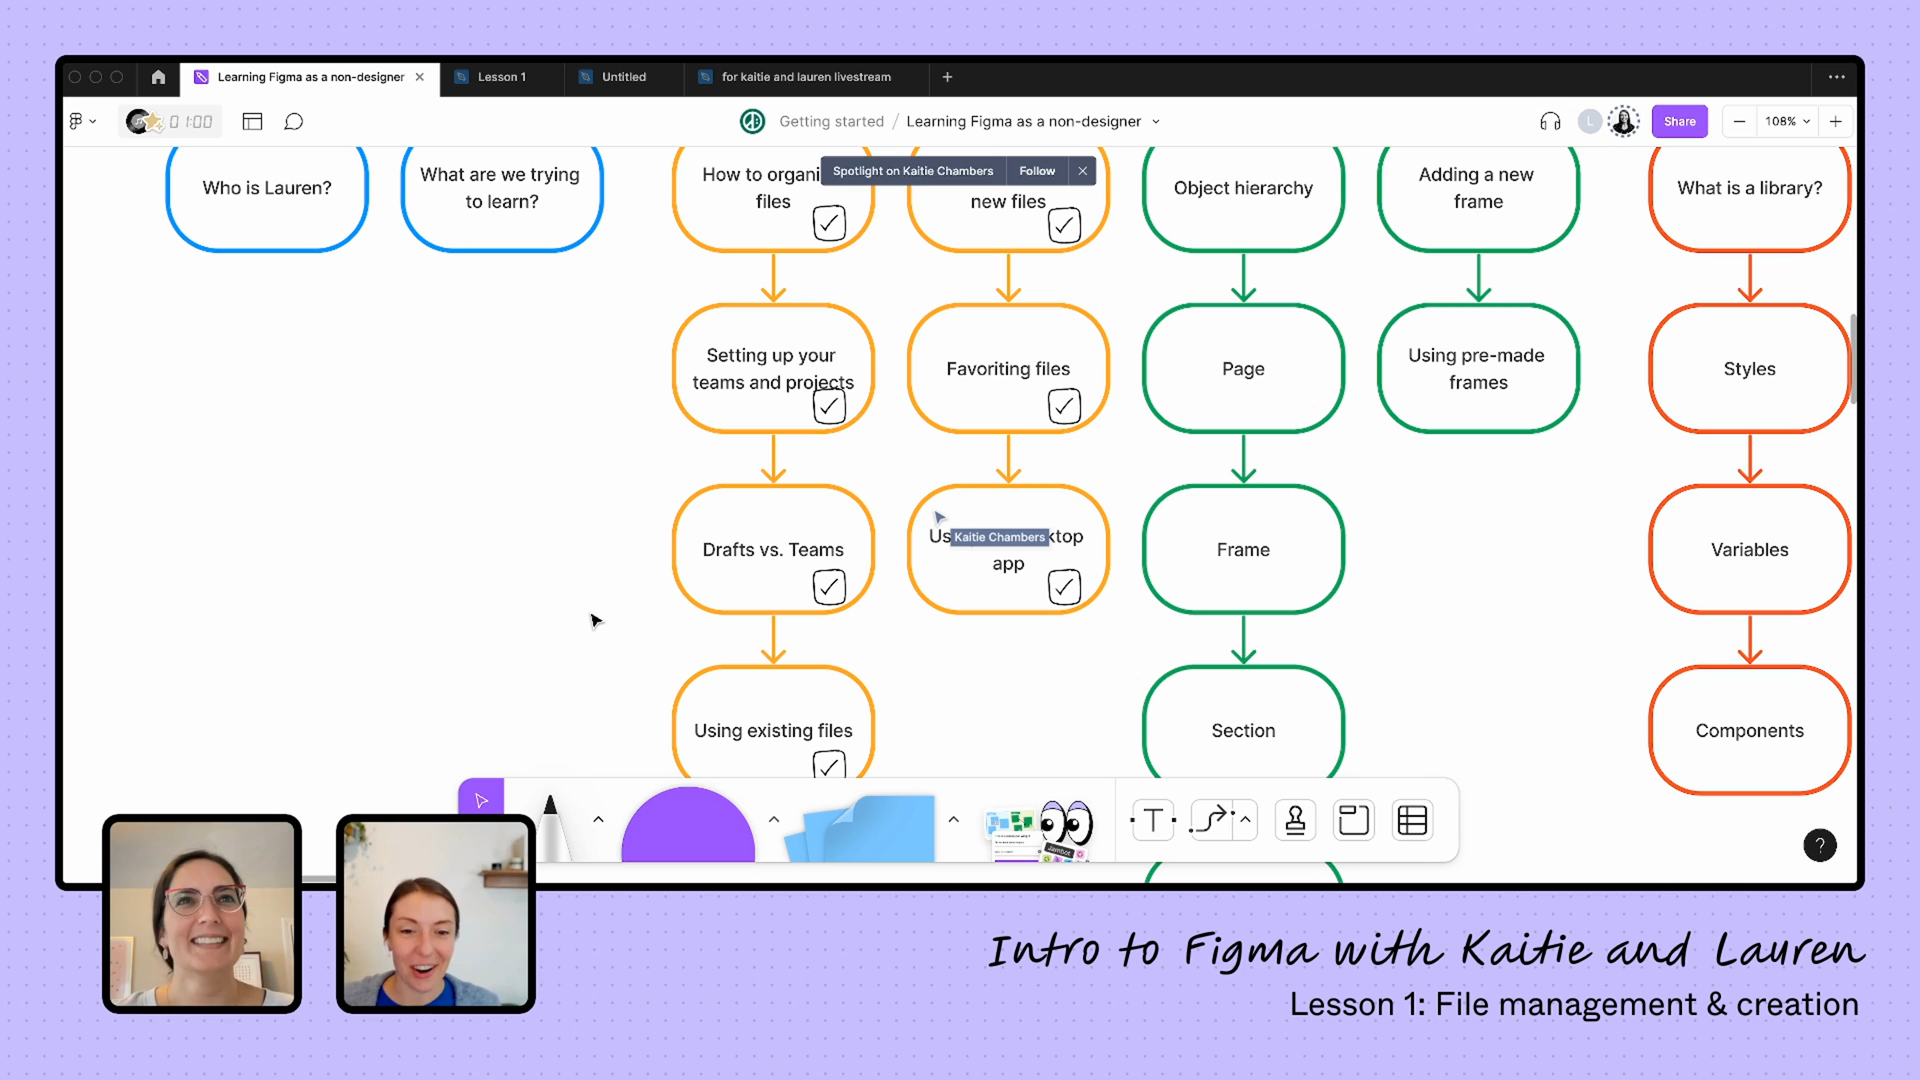 Learning Figma as a non-designer
Lesson 1
Untitled
for kaitie and lauren livestream
01:00
Getting started / Learning Figma as a non-designer
L
Share
108%
Spotlight on Kaitie Chambers
Follow
Who is Lauren?
What are we trying
to learn?
How to organi
files
new files
Object hierarchy
Adding a new
frame
What is a library?
Setting up your
teams and projects
Favoriting files
Page
Using pre-made
frames
Styles
Drafts vs. Teams
Us
Kaitie Chambers
ktop
app
Frame
Variables
Using existing files
Section
Components
T
Jambot
?
Intro to Figma with Kaitie and Lauren
Lesson 1: File management & creation